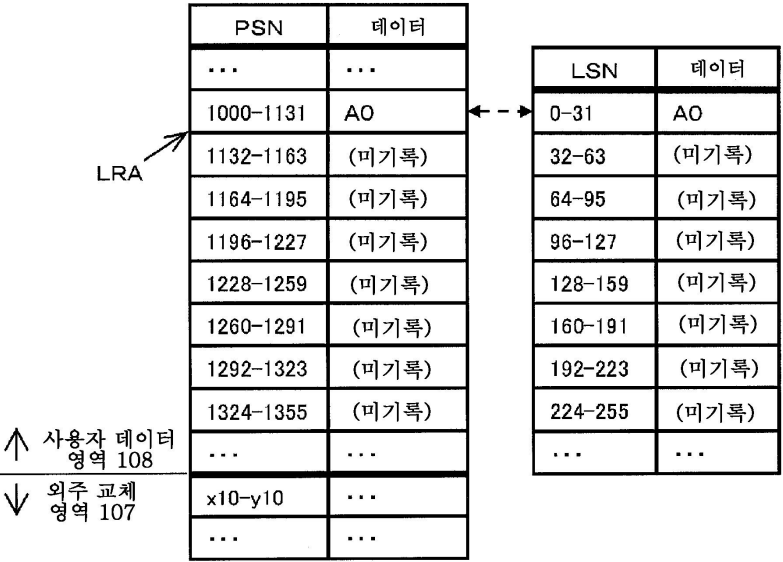 PSN 데이터
... ...
1000-1131 A0
LRA
1132-1163 (미기록)
1164-1195 (미기록)
1196-1227 (미기록)
1228-1259 (미기록)
1260-1291 (미기록)
1292-1323 (미기록)
1324-1355 (미기록)
... ...
x10-y10 ...
... ...
↑ 사용자 데이터
영역 108
↓ 외주 교체
영역 107
LSN 데이터
0-31 A0
32-63 (미기록)
64-95 (미기록)
96-127 (미기록)
128-159 (미기록)
160-191 (미기록)
192-223 (미기록)
224-255 (미기록)
... ...